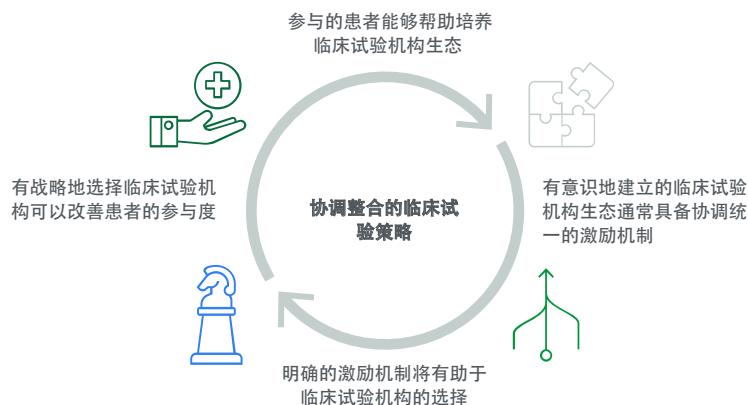 参与的患者能够帮助培养
临床试验机构生态
有战略地选择临床试验机
构可以改善患者的参与度
协调整合的临床试
验策略
有意识地建立的临床试验
机构生态通常具备协调统
一的激励机制
明确的激励机制将有助于
临床试验机构的选择